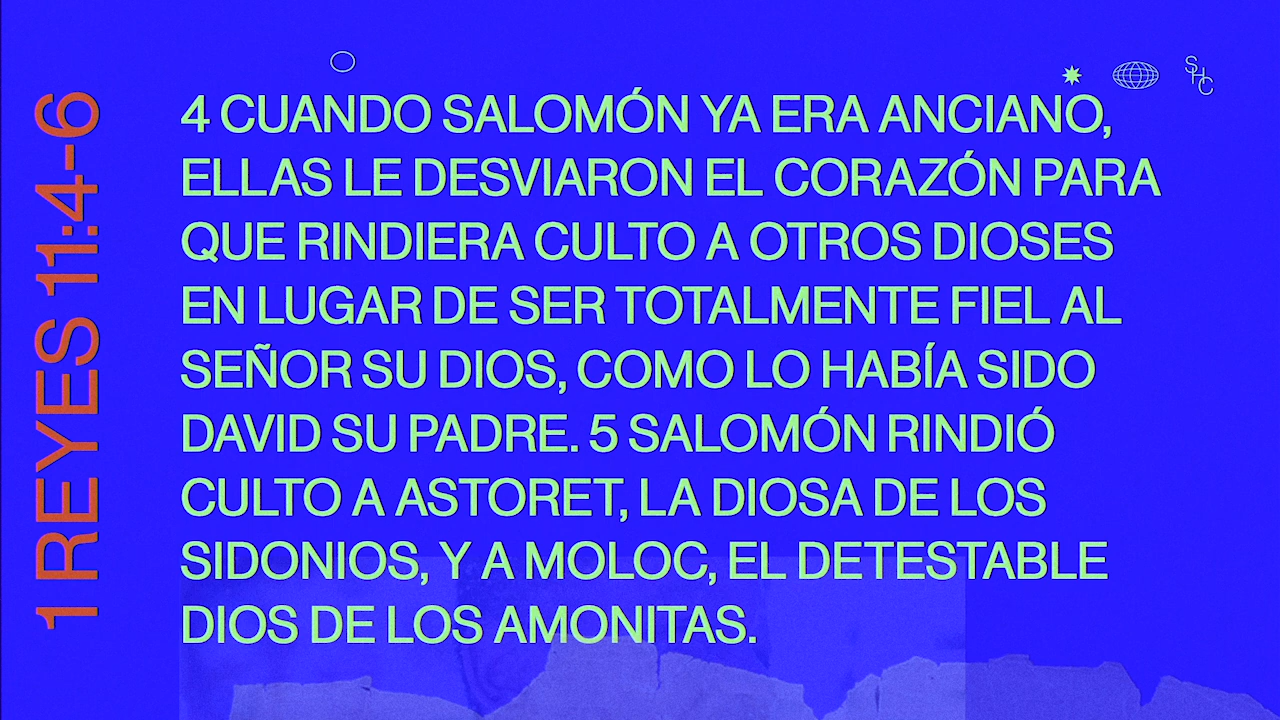 1 REYES 11:4-6
SHC
4 CUANDO SALOMÓN YA ERA ANCIANO,
ELLAS LE DESVIARON EL CORAZÓN PARA
QUE RINDIERA CULTO A OTROS DIOSES
EN LUGAR DE SER TOTALMENTE FIEL AL
SEÑOR SU DIOS, COMO LO HABÍA SIDO
DAVID SU PADRE. 5 SALOMÓN RINDIÓ
CULTO A ASTORET, LA DIOSA DE LOS
SIDONIOS, Y A MOLOC, EL DETESTABLE
DIOS DE LOS AMONITAS.